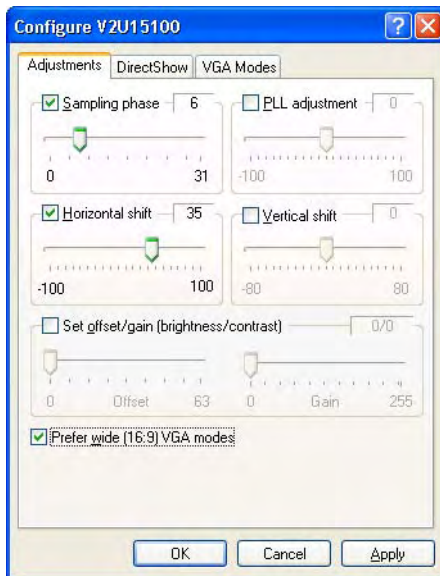 Configure V2U15100
Adjustments DirectShow VGA Modes
Sampling phase 6
0 31
PLL adjustment 0
-100 100
Horizontal shift 35
-100 100
Vertical shift 0
-80 80
Set offset/gain (brightness/contrast) 0/0
0 Offset 63
0 Gain 255
Prefer wide (16:9) VGA modes
OK Cancel Apply